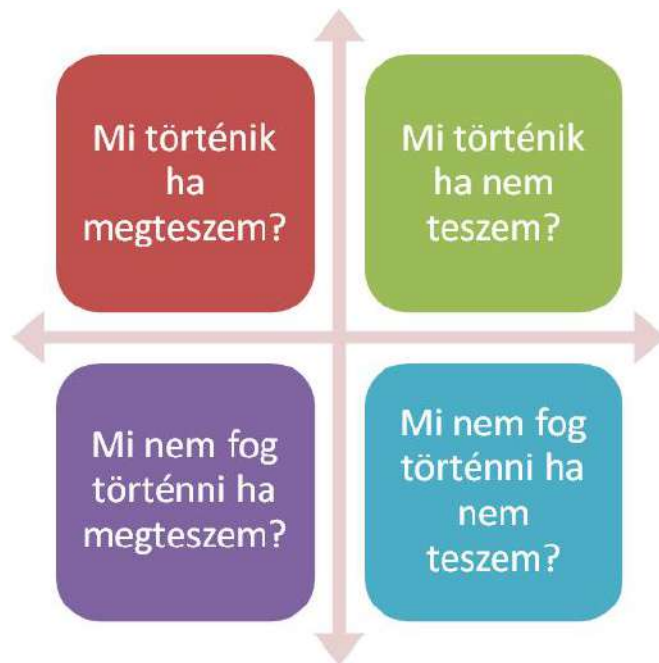 Mi történik
ha
megteszem?
Mi történik
ha nem
teszem?
Mi nem fog
történni ha
megteszem?
Mi nem fog
történni ha
nem
teszem?